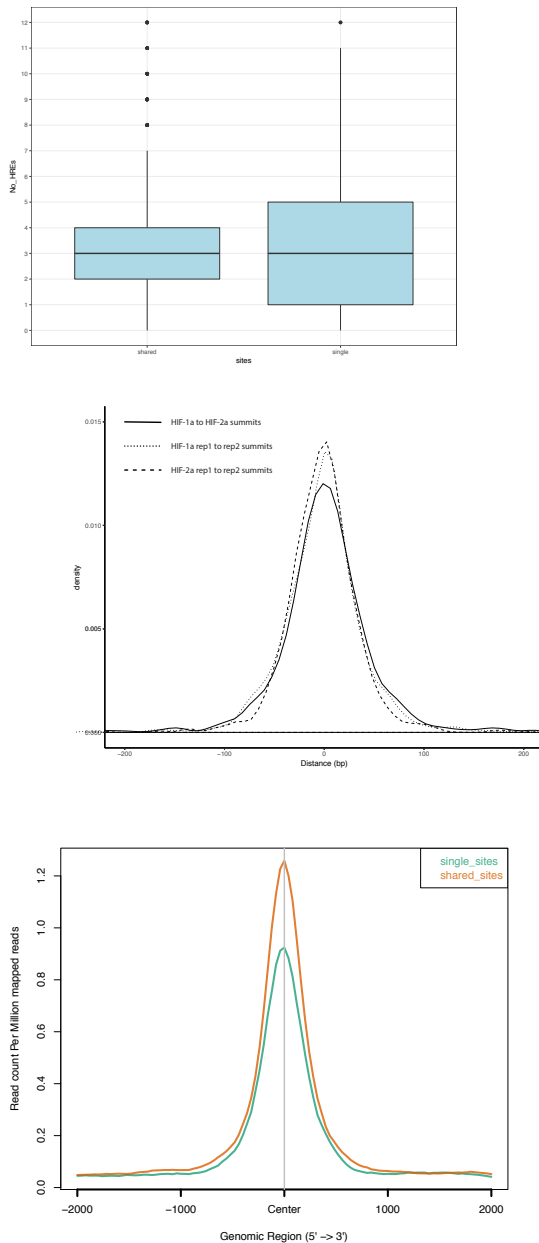 12
11
10
9
8
7
6
5
4
3
2
1
0
No_HREs
shared single
sites
HIF-1a to HIF-2a summits
HIF-1a rep1 to rep2 summits
HIF-2a rep1 to rep2 summits
0.015
0.010
0.005
density
−200 −100 0 100 200
Distance (bp)
single_sites
shared_sites
1.2
1.0
0.8
0.6
0.4
0.2
0.0
Read count Per Million mapped reads
−2000 −1000 Center 1000 2000
Genomic Region (5' −> 3')